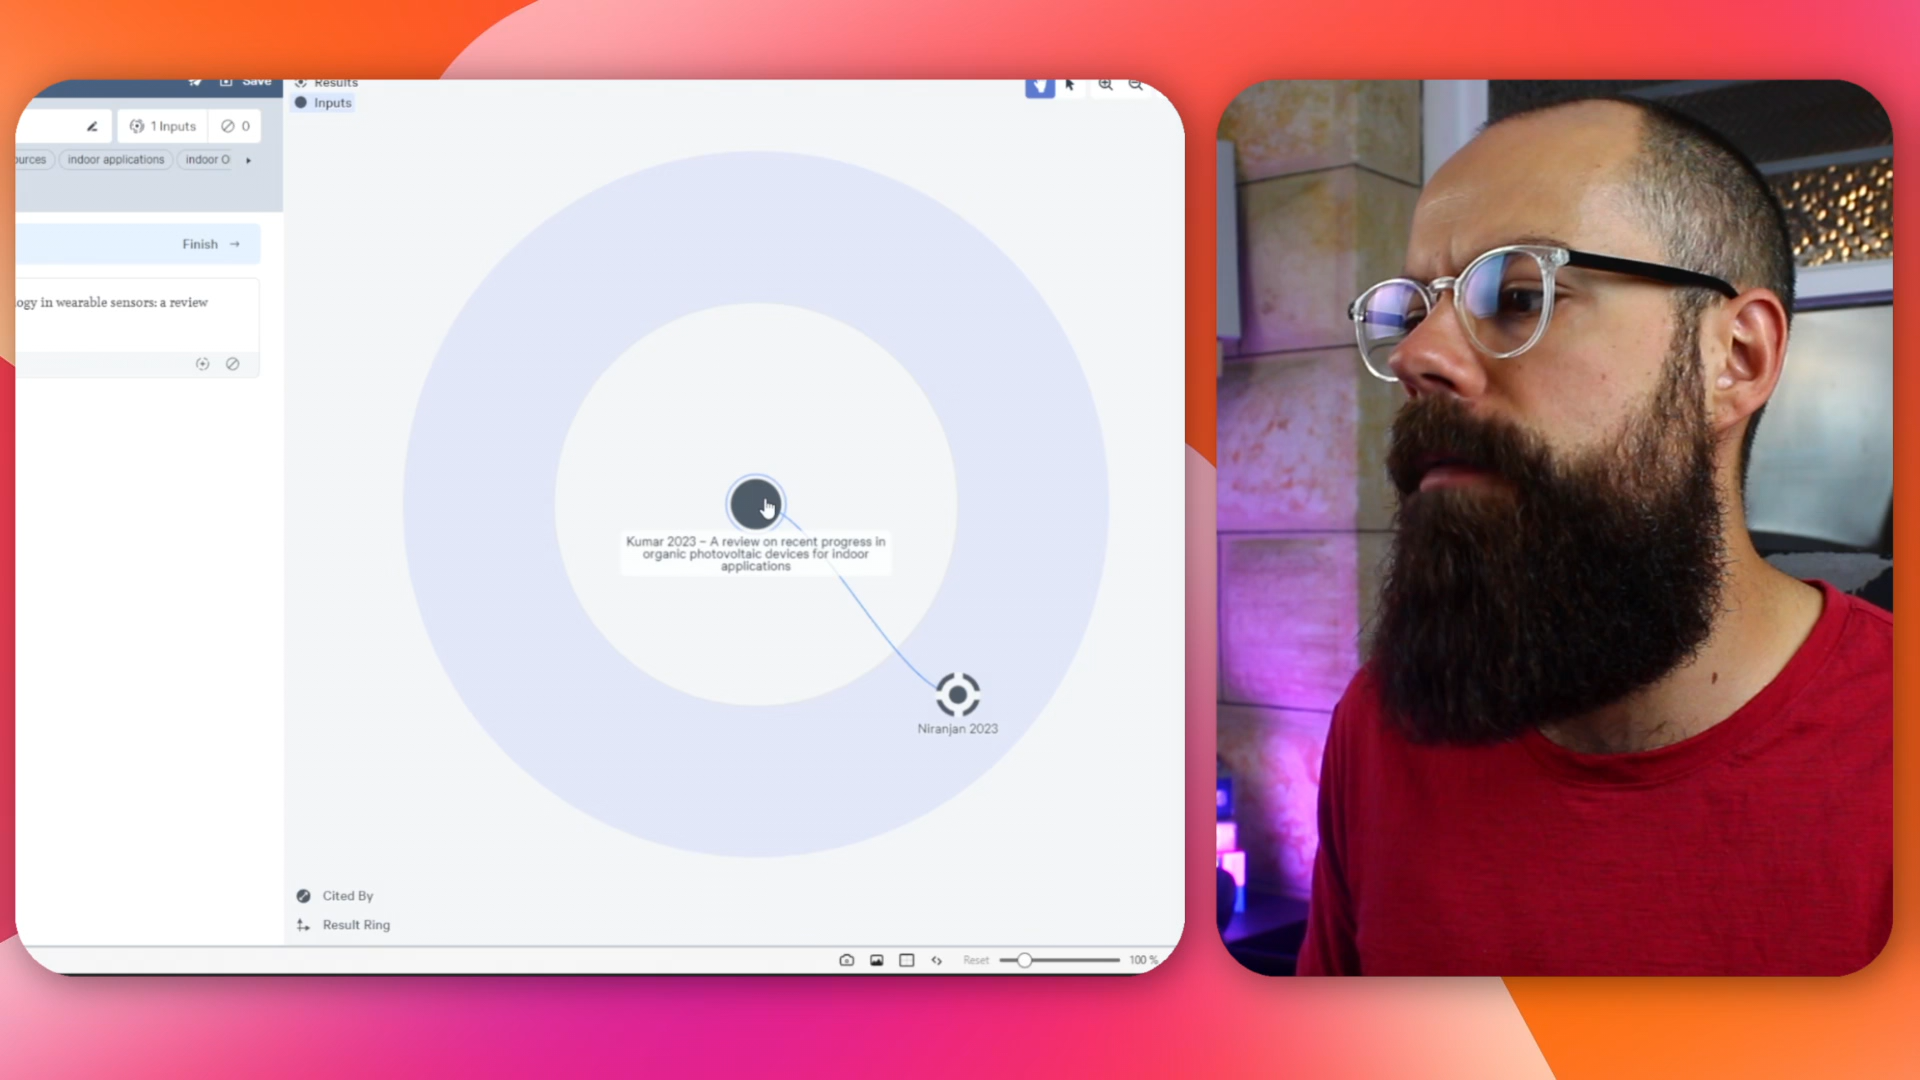 Save
1 Inputs
0
urces
indoor applications
indoor O
Finish →
ogy in wearable sensors: a review
Results
Inputs
Kumar 2023 – A review on recent progress in
organic photovoltaic devices for indoor
applications
Niranjan 2023
Cited By
Result Ring
Reset
100 %